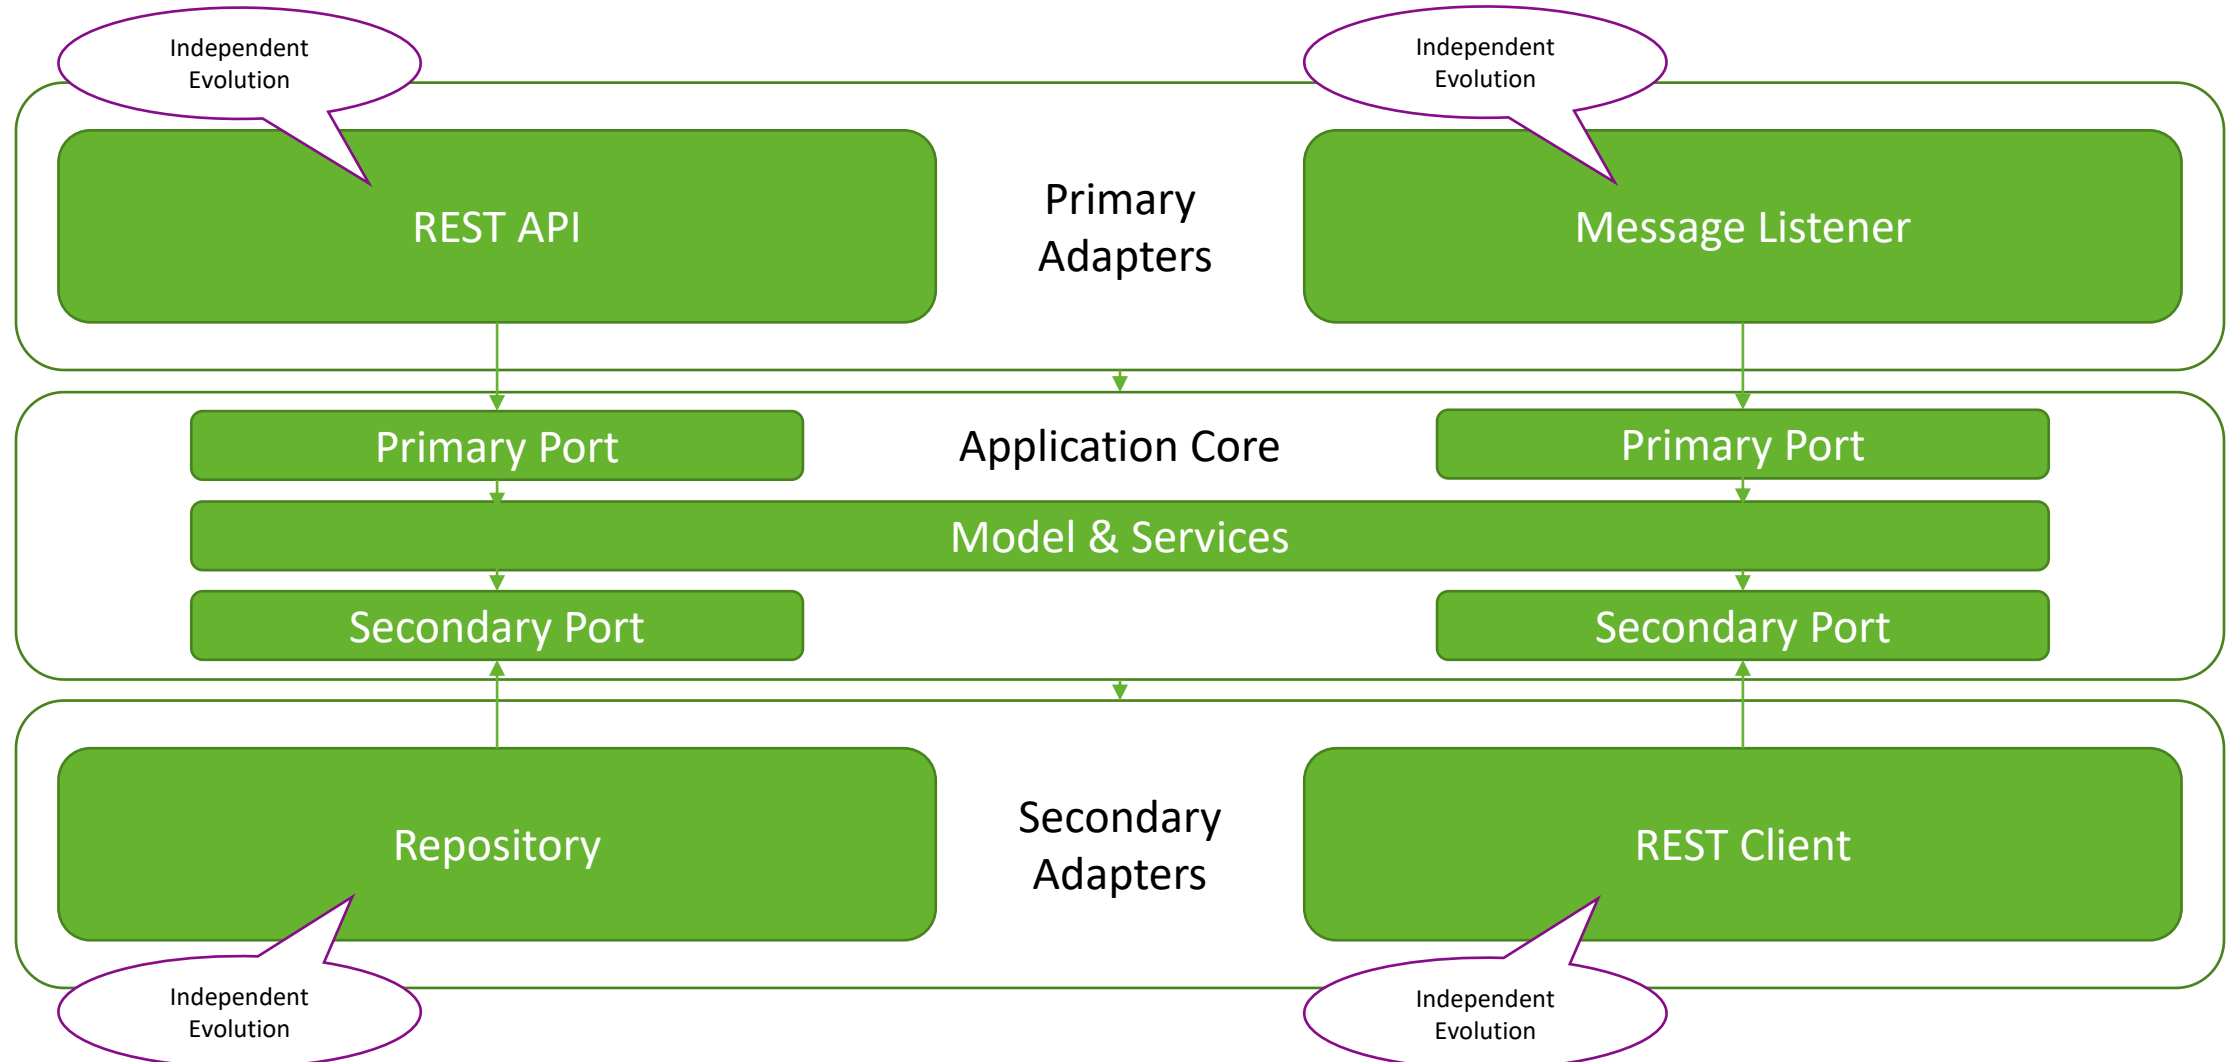 Independent
Evolution
Independent
Evolution
REST API
Primary
Adapters
Message Listener
Primary Port
Application Core
Primary Port
Model & Services
Secondary Port
Secondary Port
Repository
Secondary
Adapters
REST Client
Independent
Evolution
Independent
Evolution